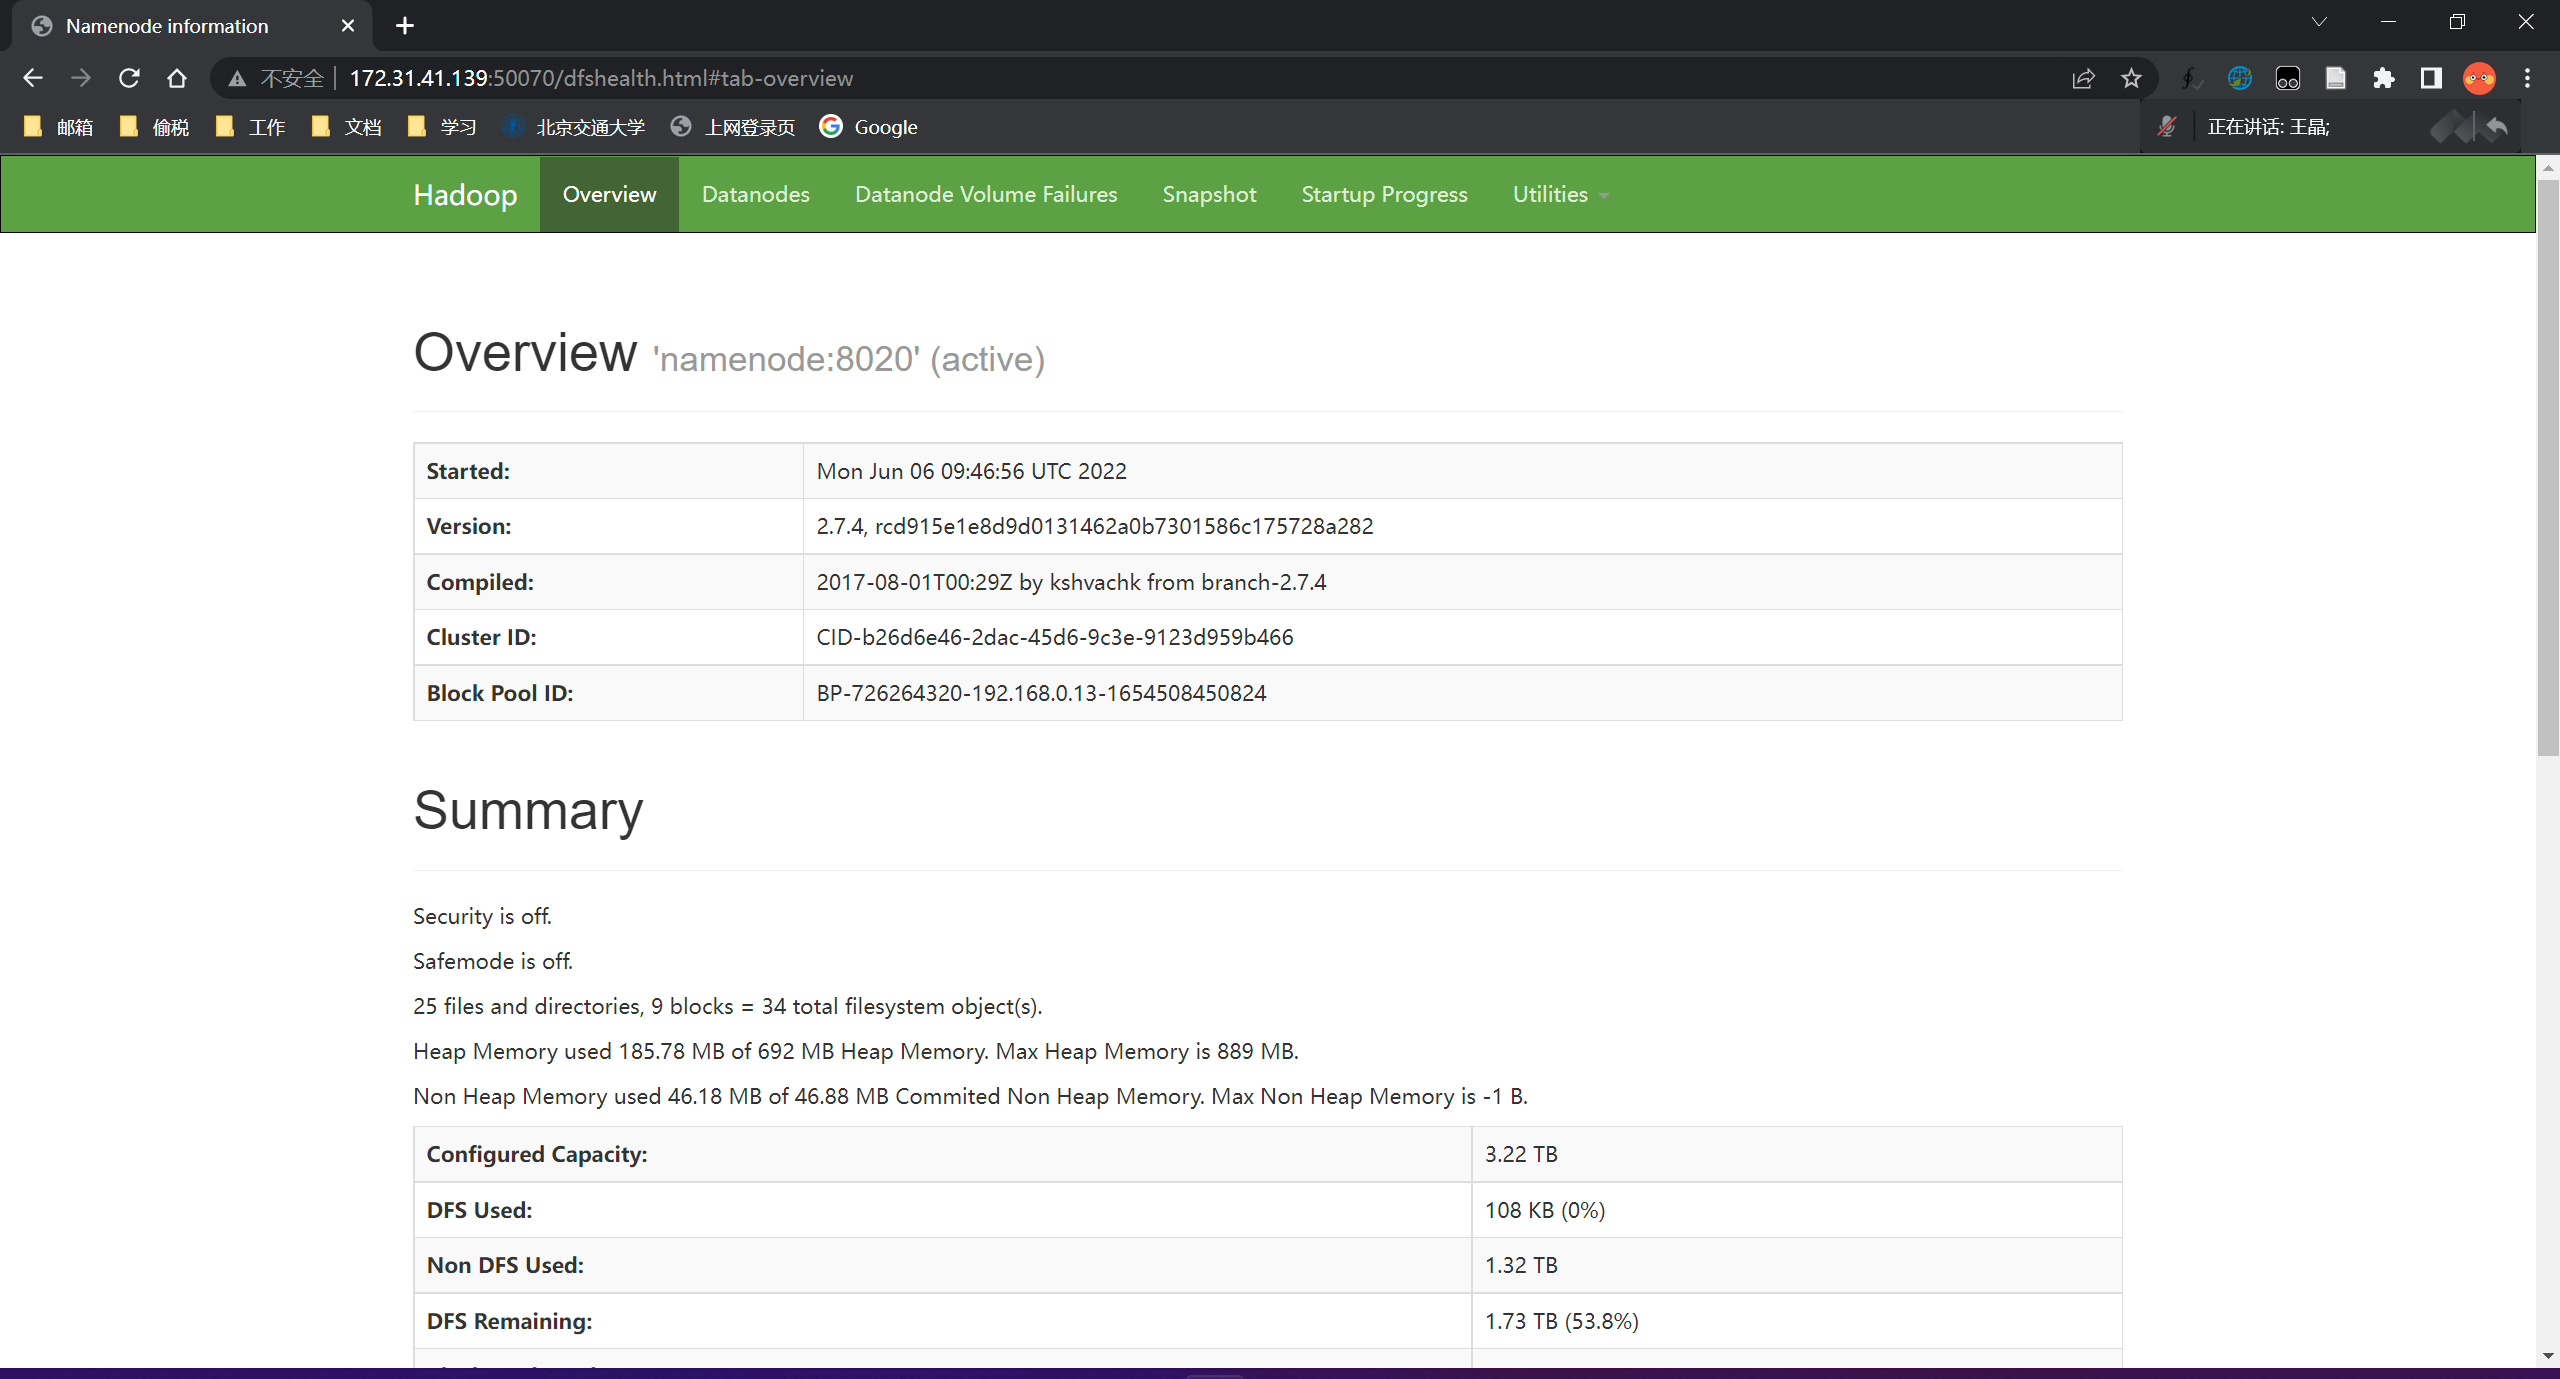 Namenode information
不安全 172.31.41.139:50070/dfshealth.html#tab-overview
邮箱 偷税 工作 文档 学习 北京交通大学 上网登录页 Google
正在讲话: 王晶;
Hadoop Overview Datanodes Datanode Volume Failures Snapshot Startup Progress Utilities
Overview 'namenode:8020' (active)
Started: Mon Jun 06 09:46:56 UTC 2022
Version: 2.7.4, rcd915e1e8d9d0131462a0b7301586c175728a282
Compiled: 2017-08-01T00:29Z by kshvachk from branch-2.7.4
Cluster ID: CID-b26d6e46-2dac-45d6-9c3e-9123d959b466
Block Pool ID: BP-726264320-192.168.0.13-1654508450824
Summary
Security is off.
Safemode is off.
25 files and directories, 9 blocks = 34 total filesystem object(s).
Heap Memory used 185.78 MB of 692 MB Heap Memory. Max Heap Memory is 889 MB.
Non Heap Memory used 46.18 MB of 46.88 MB Commited Non Heap Memory. Max Non Heap Memory is -1 B.
Configured Capacity: 3.22 TB
DFS Used: 108 KB (0%)
Non DFS Used: 1.32 TB
DFS Remaining: 1.73 TB (53.8%)